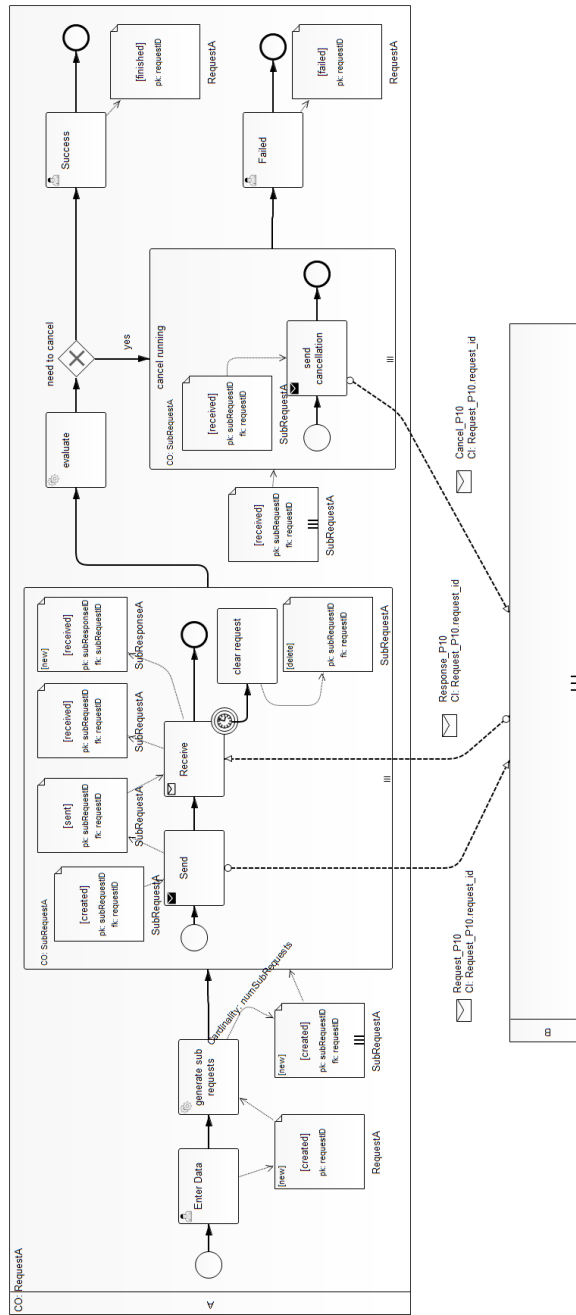 CO: RequestA
A
Enter Data
[new]
[created]
pk: requestID
RequestA
generate sub
requests
Cardinality: numSubRequests
[new]
[created]
pk: subRequestID
fk: requestID
SubRequestA
CO: SubRequestA
[created]
pk: subRequestID
fk: requestID
SubRequestA
Send
[sent]
pk: subRequestID
fk: requestID
SubRequestA
Receive
[received]
pk: subRequestID
fk: requestID
SubRequestA
[new]
[received]
pk: subResponseID
fk: subRequestID
SubResponseA
clear request
[delete]
pk: subRequestID
fk: requestID
SubRequestA
evaluate
need to cancel
yes
Success
[finished]
pk: requestID
RequestA
cancel running
[received]
pk: subRequestID
fk: requestID
SubRequestA
CO: SubRequestA
[received]
pk: subRequestID
fk: requestID
SubRequestA
send
cancellation
Failed
[failed]
pk: requestID
RequestA
Request_P10
CI: Request_P10.request_id
Response_P10
CI: Request_P10.request_id
Cancel_P10
CI: Request_P10.request_id
B